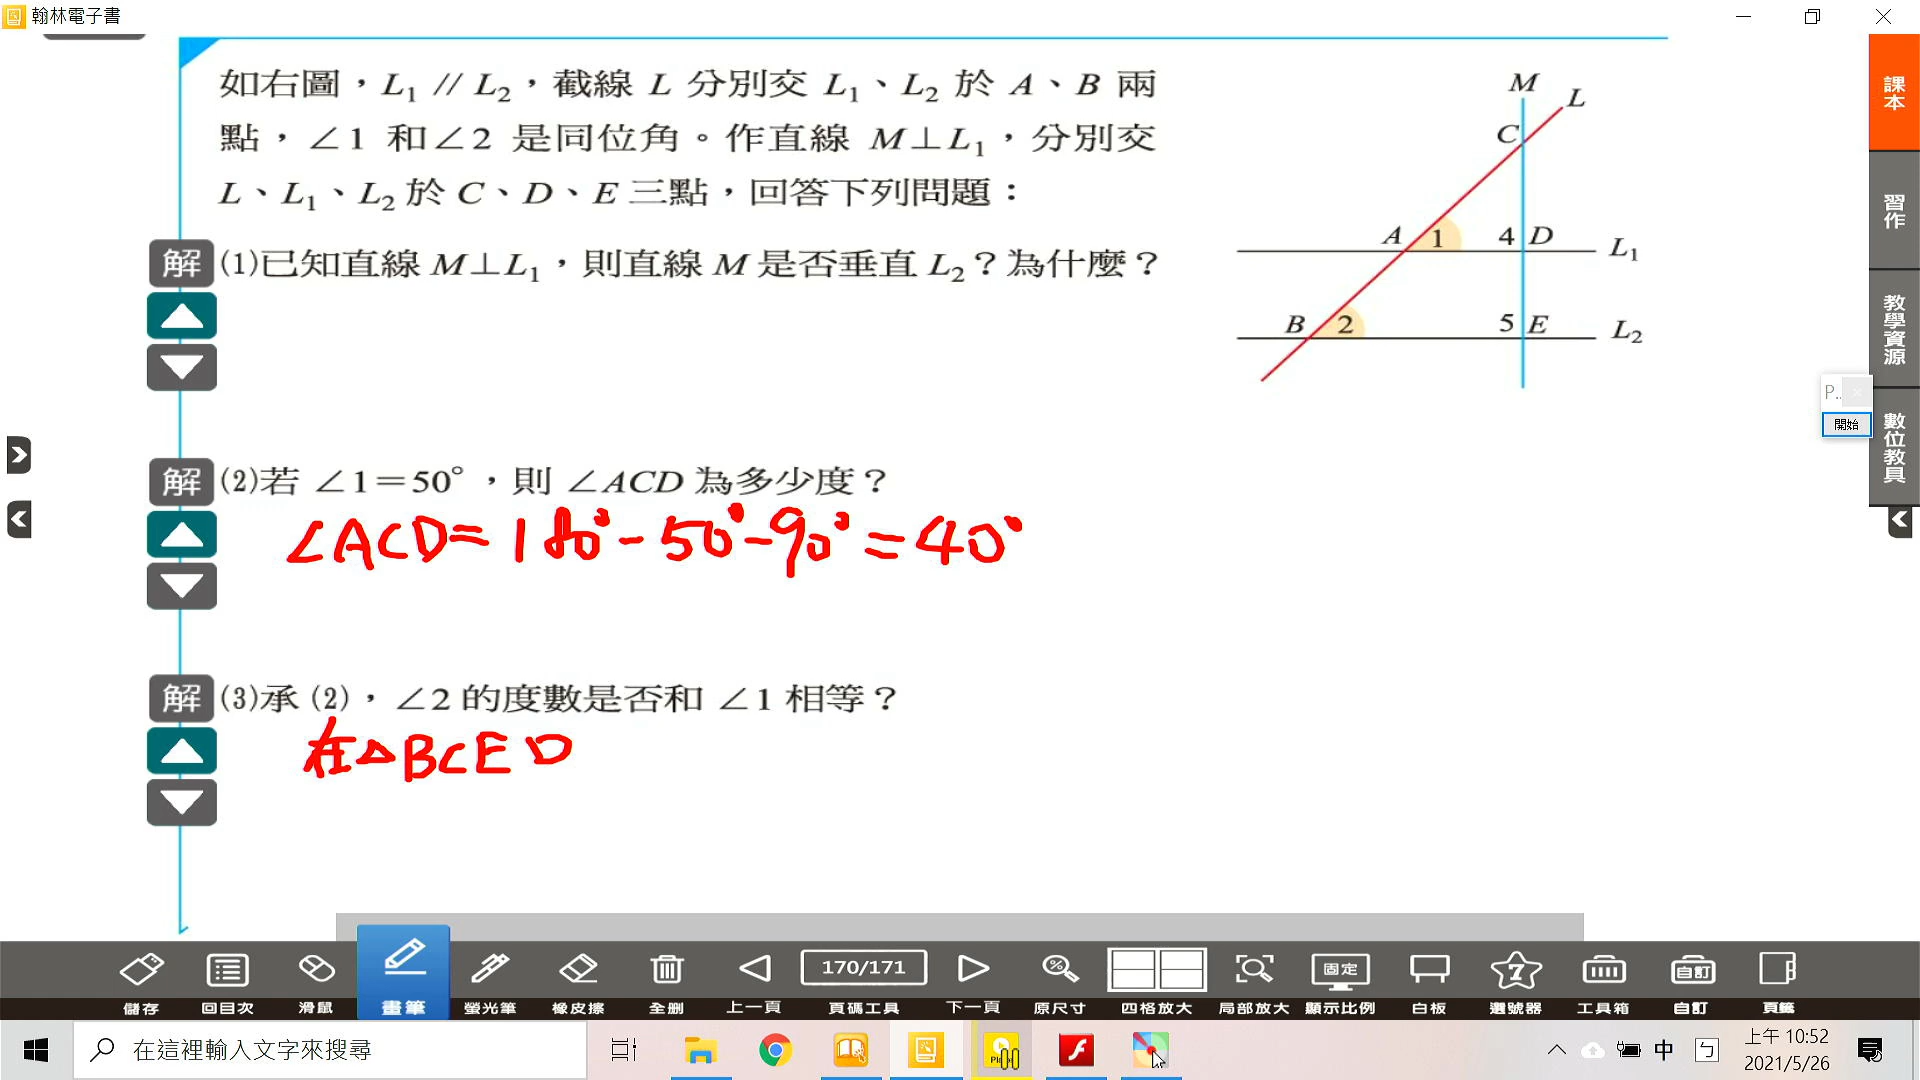 翰林電子書
如右圖，L₁ // L₂，截線 L 分別交 L₁、L₂ 於 A、B 兩
點，∠1 和∠2 是同位角。作直線 M⊥L₁，分別交
L、L₁、L₂ 於 C、D、E 三點，回答下列問題：
M
L
C
A
1
4
D
L₁
B
2
5
E
L₂
解
(1)已知直線 M⊥L₁，則直線 M 是否垂直 L₂？為什麼？
解
(2)若 ∠1＝50°，則 ∠ACD 為多少度？
∠ACD=180°-50°-90°=40°
解
(3)承 (2)，∠2 的度數是否和 ∠1 相等？
在△BCED
課本
習作
教學資源
數位教具
P..
開始
170/171
固定
7
自訂
儲存
回目次
滑鼠
畫筆
螢光筆
橡皮擦
全刪
上一頁
頁碼工具
下一頁
原尺寸
四格放大
局部放大
顯示比例
白板
選號器
工具箱
自訂
頁籤
在這裡輸入文字來搜尋
中
ㄅ
上午 10:52
2021/5/26